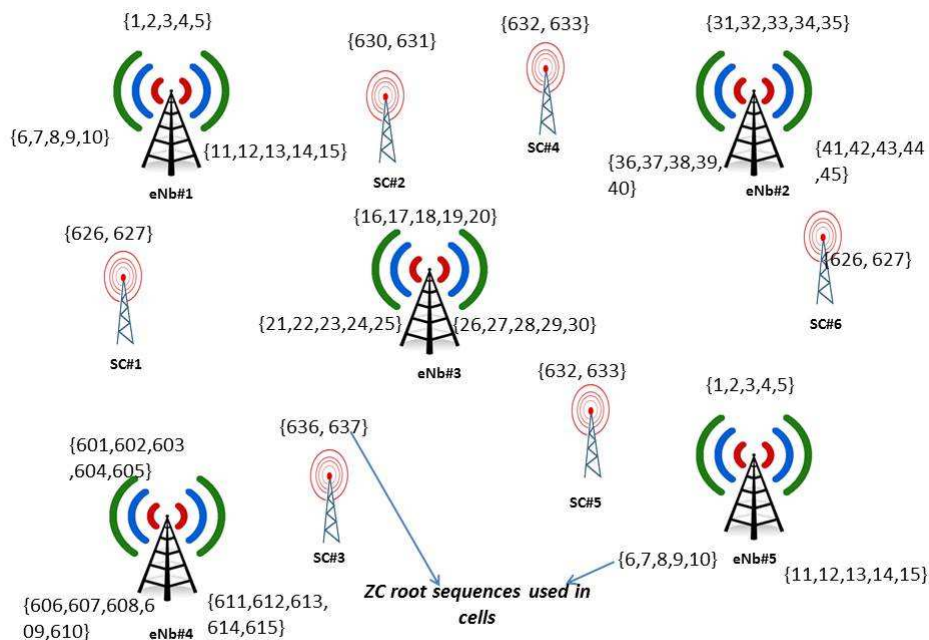 {1,2,3,4,5}
{630, 631}
{632, 633}
{31,32,33,34,35}
{6,7,8,9,10}
{11,12,13,14,15}
eNb#1
SC#2
SC#4
{36,37,38,39,
40}
{41,42,43,44
,45}
eNb#2
{626, 627}
SC#1
{16,17,18,19,20}
{21,22,23,24,25}
{26,27,28,29,30}
eNb#3
{626, 627}
SC#6
{601,602,603
,604,605}
{606,607,608,6
09,610}
{611,612,613,
614,615}
eNb#4
{636, 637}
SC#3
{632, 633}
SC#5
{1,2,3,4,5}
{6,7,8,9,10}
{11,12,13,14,15}
eNb#5
ZC root sequences used in
cells